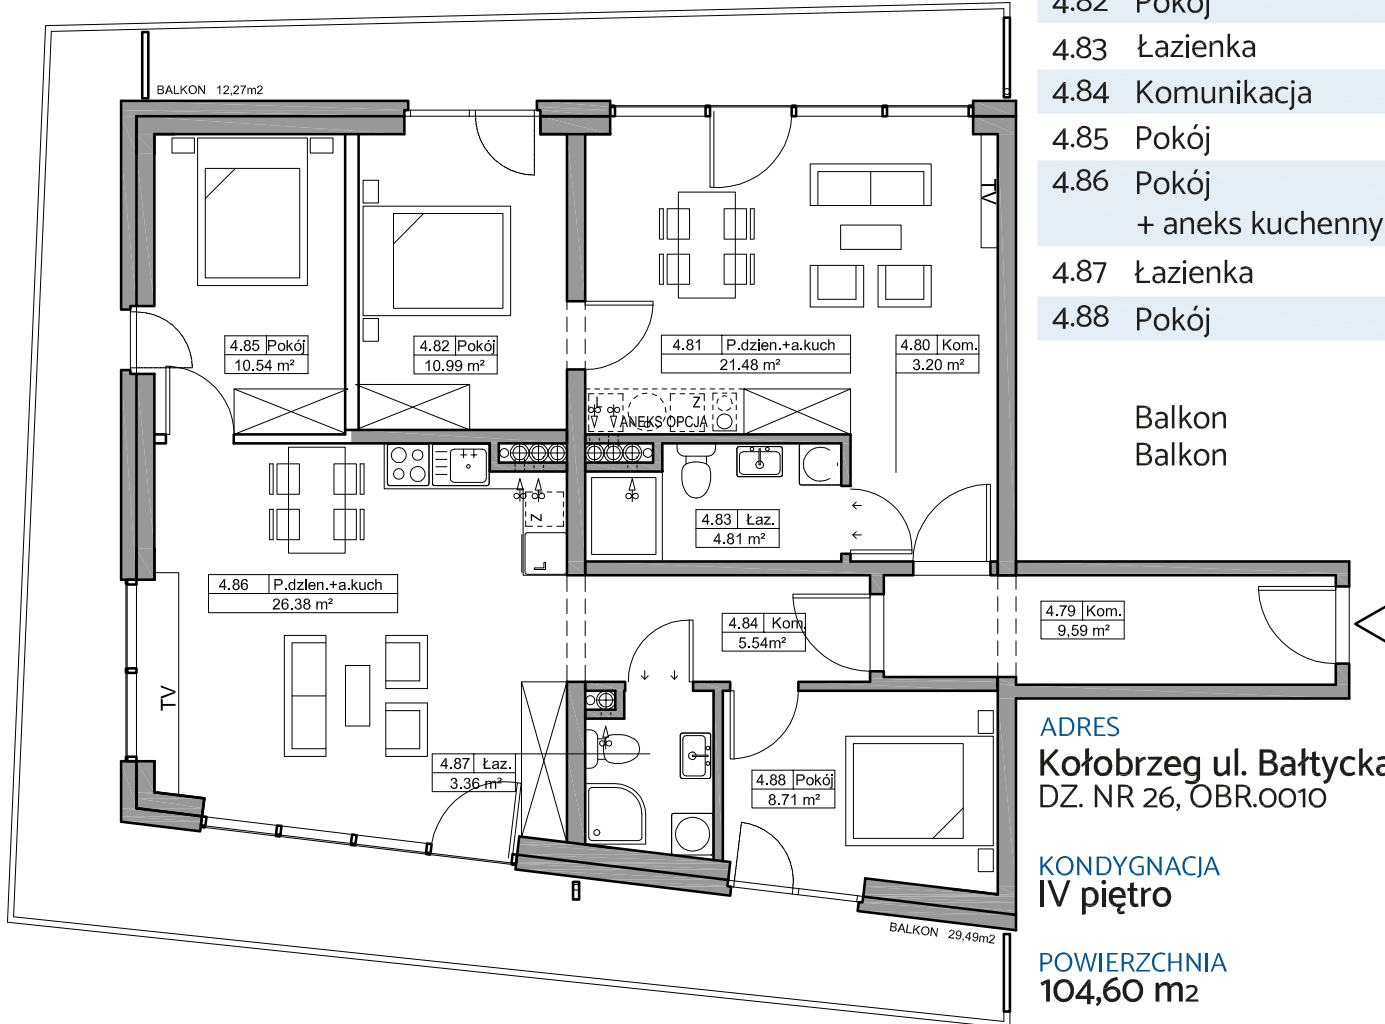 BALKON 12,27m2
4.85 Pokój
10.54 m²
4.82 Pokój
10.99 m²
4.81 P.dzien.+a.kuch
21.48 m²
4.80 Kom.
3.20 m²
TV
L
Z
ANEKS OPCJA
4.83 Łaz.
4.81 m²
Z
L
4.86 P.dzien.+a.kuch
26.38 m²
4.84 Kom.
5.54m²
4.79 Kom.
9,59 m²
TV
4.87 Łaz.
3.36 m²
4.88 Pokój
8.71 m²
BALKON 29,49m2
4.82 Pokój
4.83 Łazienka
4.84 Komunikacja
4.85 Pokój
4.86 Pokój
+ aneks kuchenny
4.87 Łazienka
4.88 Pokój
Balkon
Balkon
ADRES
Kołobrzeg ul. Bałtycka
DZ. NR 26, OBR.0010
KONDYGNACJA
IV piętro
POWIERZCHNIA
104,60 m2